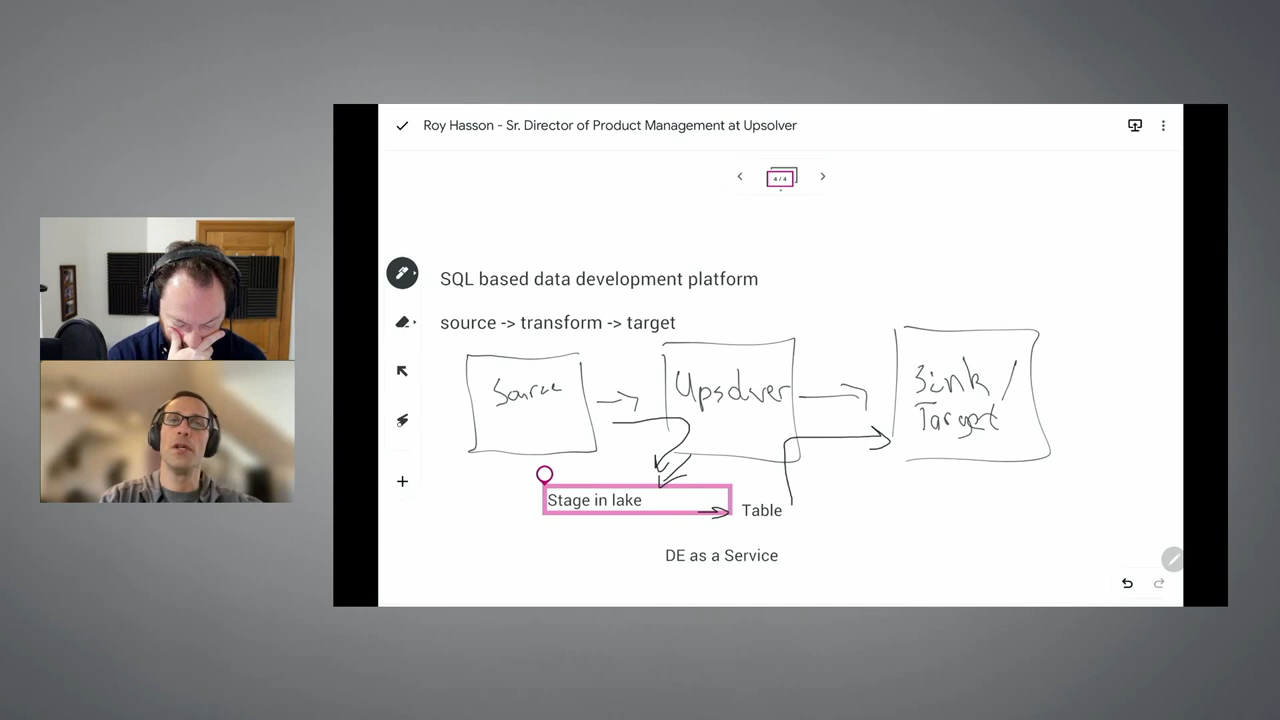 Roy Hasson - Sr. Director of Product Management at Upsolver
4 / 4
SQL based data development platform
source -> transform -> target
Source
Upsolver
Sink /
Target
Stage in lake
Table
DE as a Service